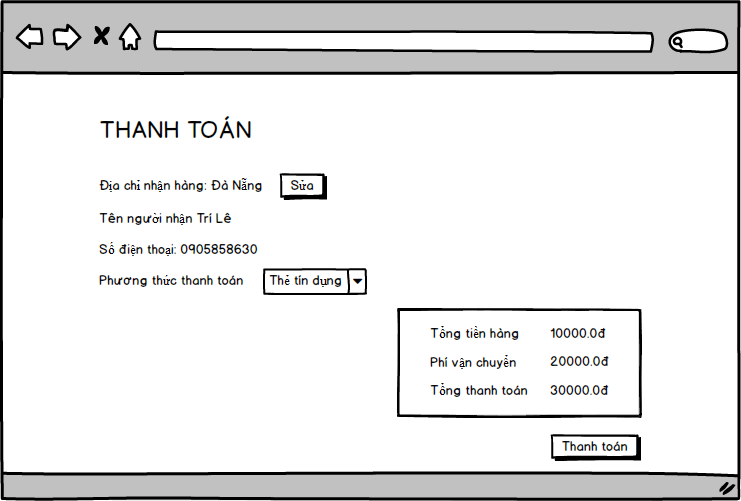 THANH TOÁN
Địa chỉ nhận hàng: Đà Nẵng Sửa
Tên người nhận Trí Lê
Số điện thoại: 0905858630
Phương thức thanh toán Thẻ tín dụng
Tổng tiền hàng 10000.0đ
Phí vận chuyển 20000.0đ
Tổng thanh toán 30000.0đ
Thanh toán